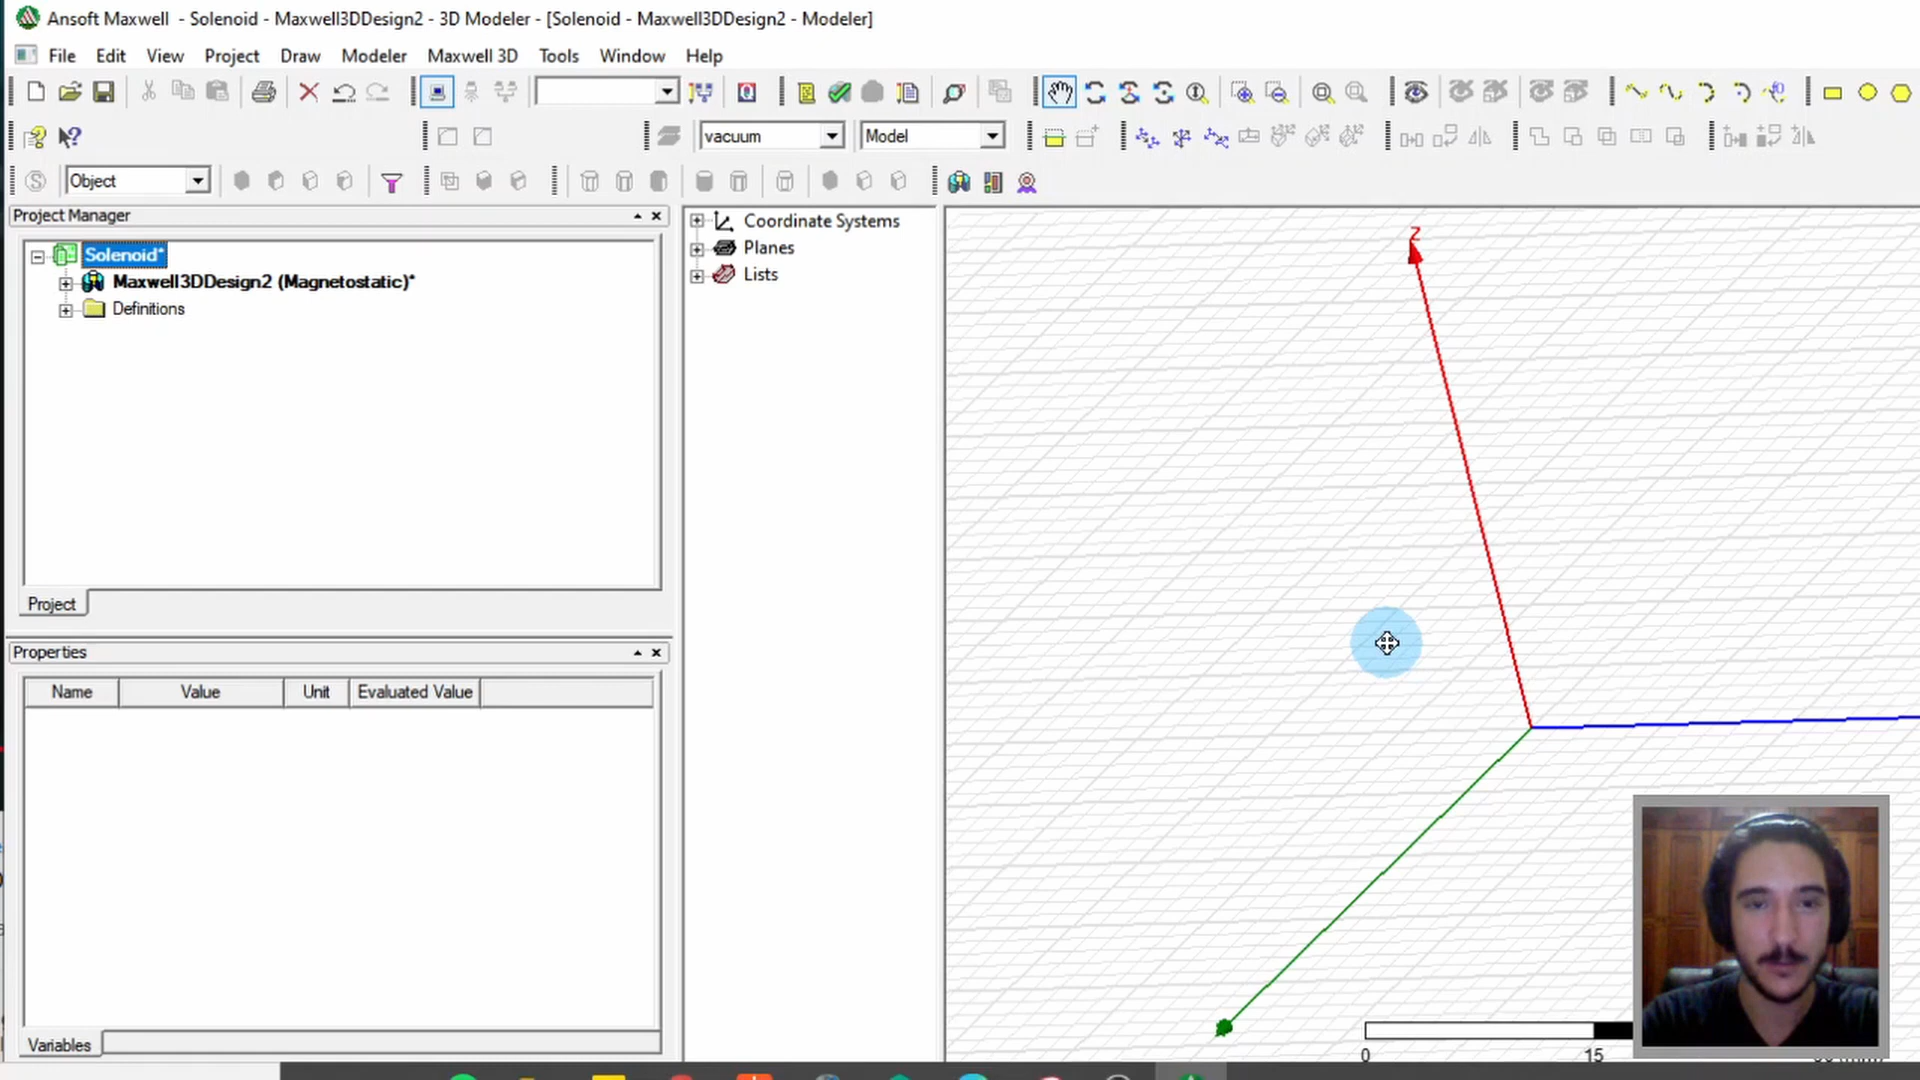 Ansoft Maxwell - Solenoid - Maxwell3DDesign2 - 3D Modeler - [Solenoid - Maxwell3DDesign2 - Modeler]
File Edit View Project Draw Modeler Maxwell 3D Tools Window Help
vacuum Model
Object
Project Manager
Solenoid*
Maxwell3DDesign2 (Magnetostatic)*
Definitions
Project
Properties
Name Value Unit Evaluated Value
Variables
Coordinate Systems
Planes
Lists
Z
0 15